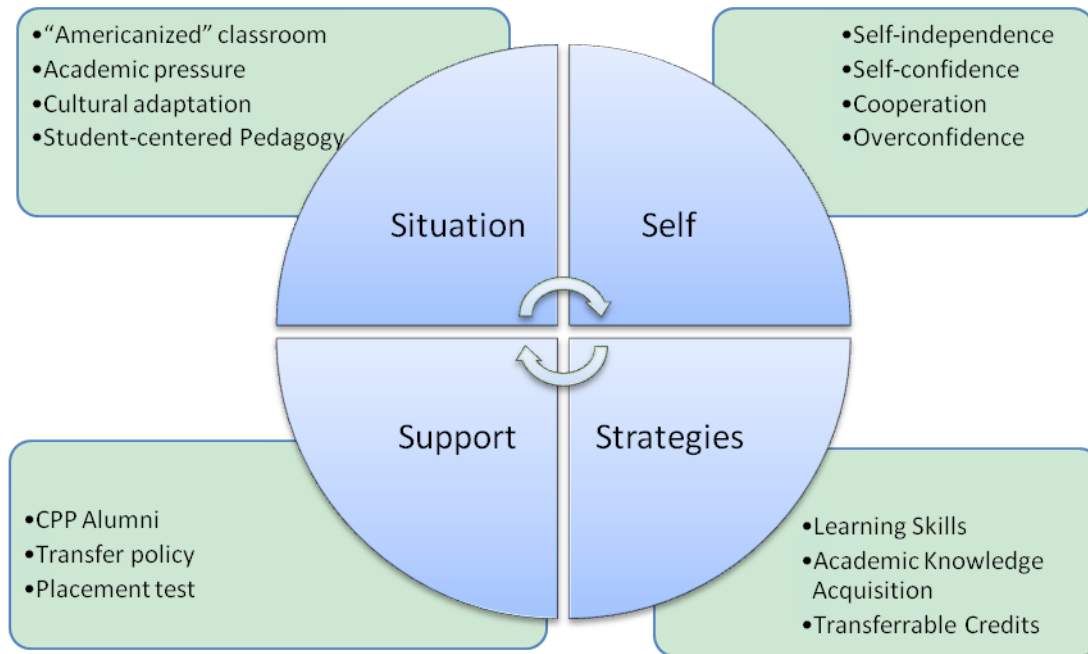 •“Americanized” classroom
•Academic pressure
•Cultural adaptation
•Student-centered Pedagogy
•Self-independence
•Self-confidence
•Cooperation
•Overconfidence
Situation
Self
Support
Strategies
•CPP Alumni
•Transfer policy
•Placement test
•Learning Skills
•Academic Knowledge
Acquisition
•Transferrable Credits